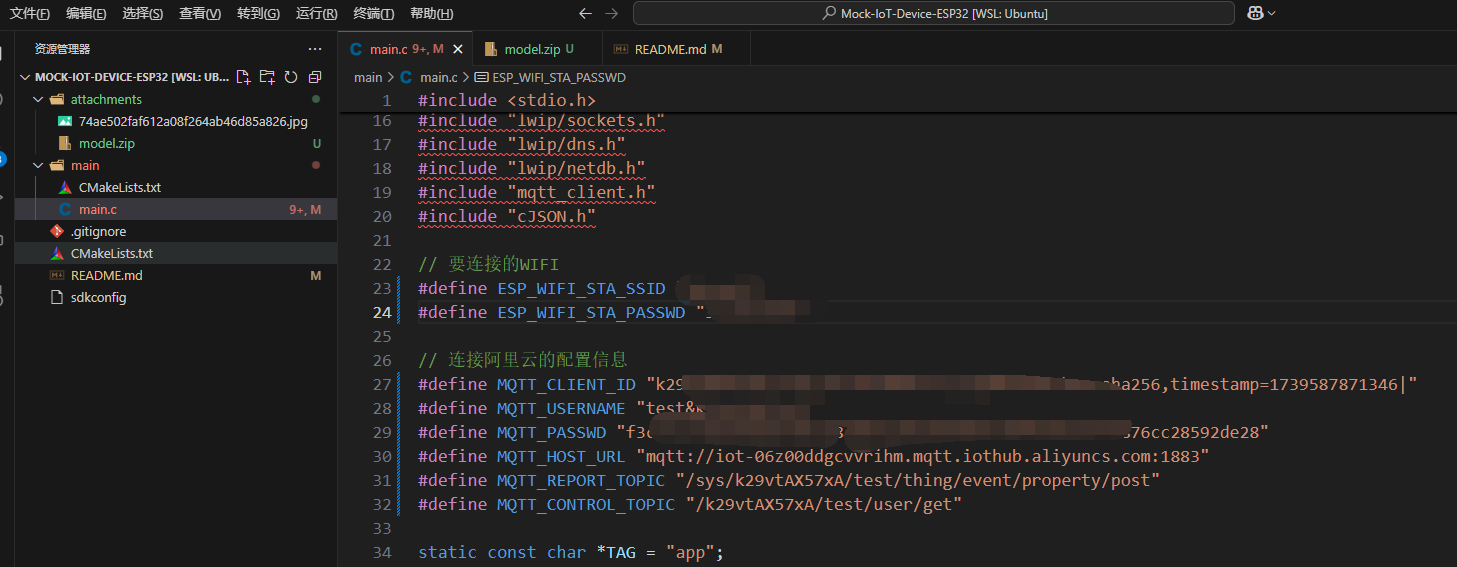 文件(F) 编辑(E) 选择(S) 查看(V) 转到(G) 运行(R) 终端(T) 帮助(H)
Mock-IoT-Device-ESP32 [WSL: Ubuntu]
资源管理器
MOCK-IOT-DEVICE-ESP32 [WSL: UB...
attachments
74ae502faf612a08f264ab46d85a826.jpg
model.zip U
main
CMakeLists.txt
main.c 9+, M
.gitignore
CMakeLists.txt
README.md M
sdkconfig
main.c 9+, M
model.zip U
README.md M
main > main.c > ESP_WIFI_STA_PASSWD
1 #include <stdio.h>
16 #include "lwip/sockets.h"
17 #include "lwip/dns.h"
18 #include "lwip/netdb.h"
19 #include "mqtt_client.h"
20 #include "cJSON.h"
21
22 // 要连接的WIFI
23 #define ESP_WIFI_STA_SSID
24 #define ESP_WIFI_STA_PASSWD "
25
26 // 连接阿里云的配置信息
27 #define MQTT_CLIENT_ID "k29 ha256,timestamp=1739587871346|"
28 #define MQTT_USERNAME "test&
29 #define MQTT_PASSWD "f3 76cc28592de28"
30 #define MQTT_HOST_URL "mqtt://iot-06z00ddgcvvrihm.mqtt.iothub.aliyuncs.com:1883"
31 #define MQTT_REPORT_TOPIC "/sys/k29vtAX57xA/test/thing/event/property/post"
32 #define MQTT_CONTROL_TOPIC "/k29vtAX57xA/test/user/get"
33
34 static const char *TAG = "app";